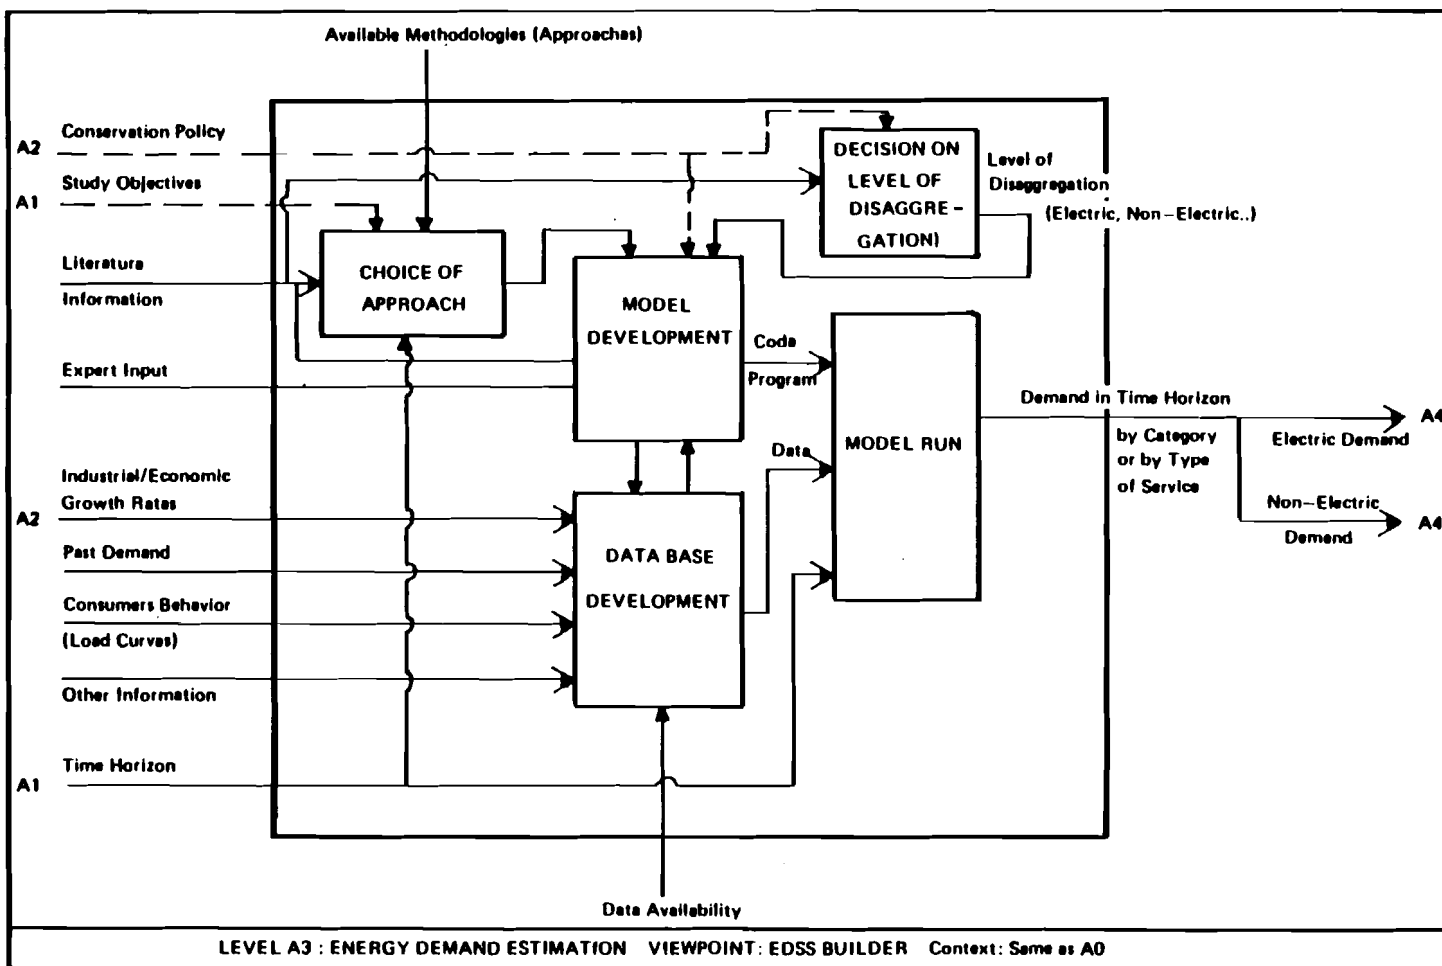 Available Methodologies (Approachas)
Conservation Policy
A2
Study Objectives
A1
DECISION ON
LEVEL OF
DISAGGRE-
GATION)
Level of
Disaggregation
(Electric, Non-Electric..)
Literatura
Information
CHOICE OF
APPROACH
MODEL
DEVELOPMENT
Coda
Program
Expert Input
MODEL RUN
Demand in Time Horizon
by Category
or by Type
of Service
Electric Demand
A4
Non-Electric
Demand
A4
Data
Industrial/Economic
Growth Rates
A2
Past Demand
Consumers Behavior
(Load Curvas)
Other Information
DATA BASE
DEVELOPMENT
Time Horizon
A1
Data Availability
LEVEL A3 : ENERGY DEMAND ESTIMATION VIEWPOINT: EDSS BUILDER Context: Same as A0